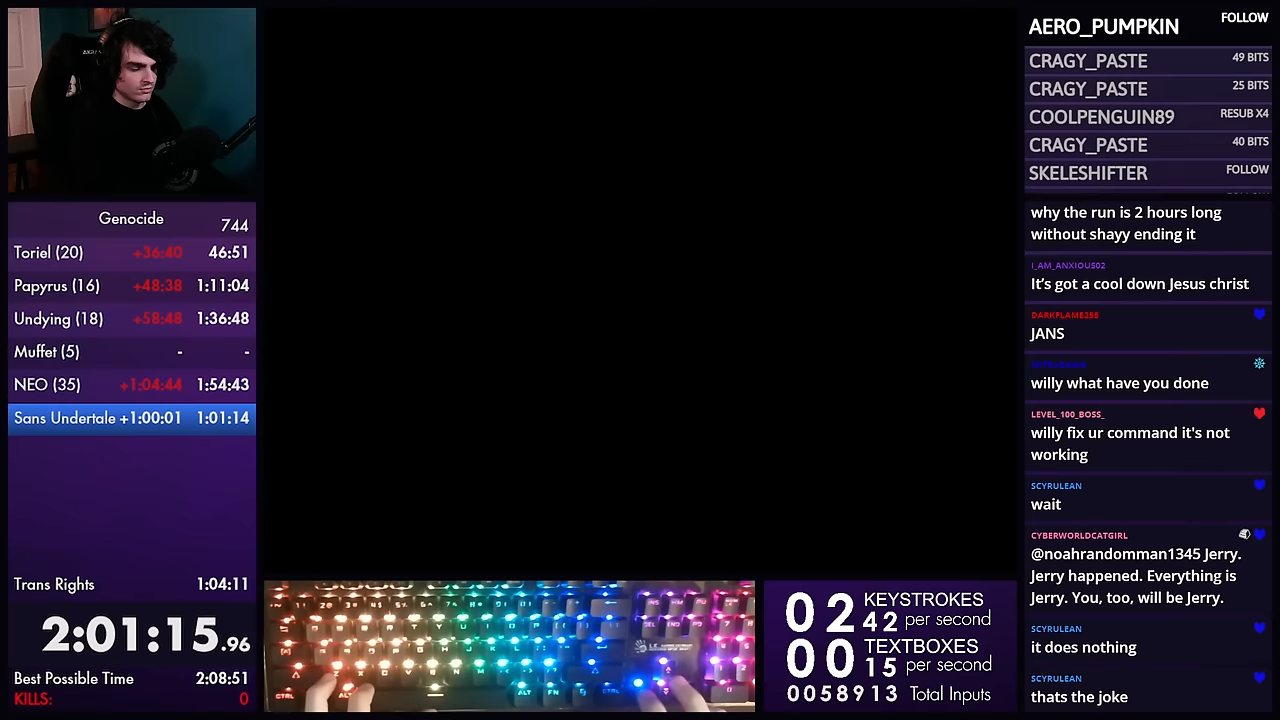 Genocide
744
Toriel (20) +36:40 46:51
Papyrus (16) +48:38 1:11:04
Undying (18) +58:48 1:36:48
Muffet (5) - -
NEO (35) +1:04:44 1:54:43
Sans Undertale +1:00:01 1:01:14
Trans Rights 1:04:11
2:01:15.96
Best Possible Time 2:08:51
KILLS: 0
02 42 KEYSTROKES per second
00 15 TEXTBOXES per second
0058913 Total Inputs
AERO_PUMPKIN FOLLOW
CRAGY_PASTE 49 BITS
CRAGY_PASTE 25 BITS
COOLPENGUIN89 RESUB X4
CRAGY_PASTE 40 BITS
SKELESHIFTER FOLLOW
why the run is 2 hours long
without shayy ending it
I_AM_ANXIOUS02
It's got a cool down Jesus christ
DARKFLAME255
JANS
willy what have you done
LEVEL_100_BOSS_
willy fix ur command it's not
working
SCYRULEAN
wait
CYBERWORLDCATGIRL
@noahrandomman1345 Jerry.
Jerry happened. Everything is
Jerry. You, too, will be Jerry.
SCYRULEAN
it does nothing
SCYRULEAN
thats the joke